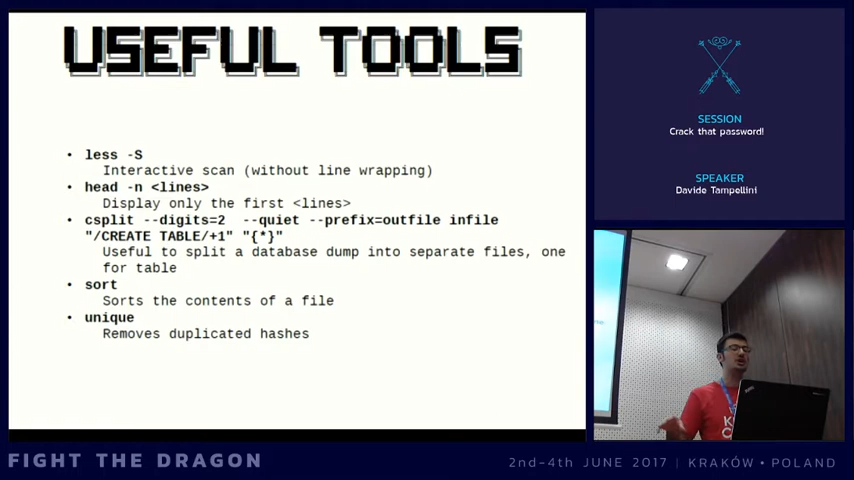 USEFUL TOOLS
• less -S
Interactive scan (without line wrapping)
• head -n <lines>
Display only the first <lines>
• csplit --digits=2 --quiet --prefix=outfile infile
"/CREATE TABLE/+1" "{*}"
Useful to split a database dump into separate files, one
for table
• sort
Sorts the contents of a file
• unique
Removes duplicated hashes
SESSION
Crack that password!
SPEAKER
Davide Tampellini
FIGHT THE DRAGON
2nd-4th JUNE 2017 | KRAKÓW • POLAND